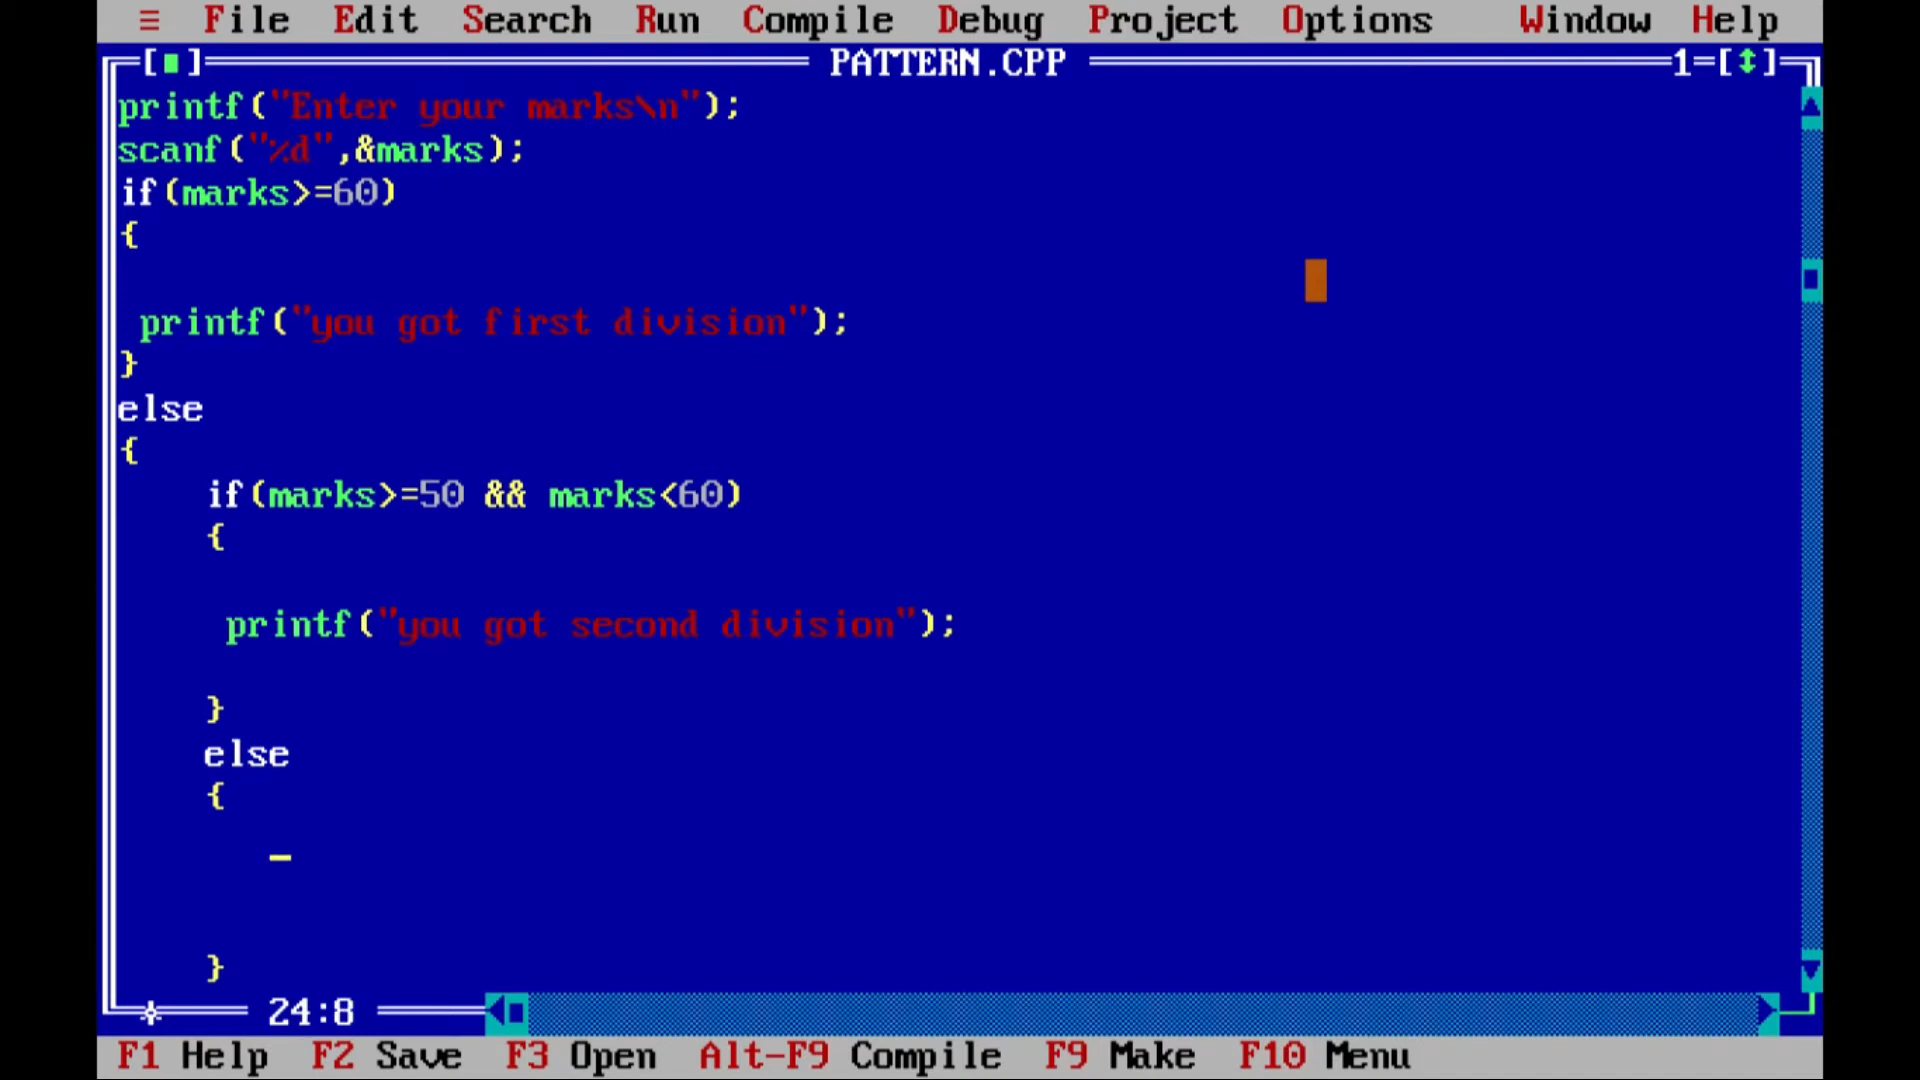 ≡ File Edit Search Run Compile Debug Project Options Window Help
[■] PATTERN.CPP 1=[↕]
printf("Enter your marks\n");
scanf("%d",&marks);
if(marks>=60)
{
printf("you got first division");
}
else
{
if(marks>=50 && marks<60)
{
printf("you got second division");
}
else
{
}
24:8
F1 Help F2 Save F3 Open Alt-F9 Compile F9 Make F10 Menu